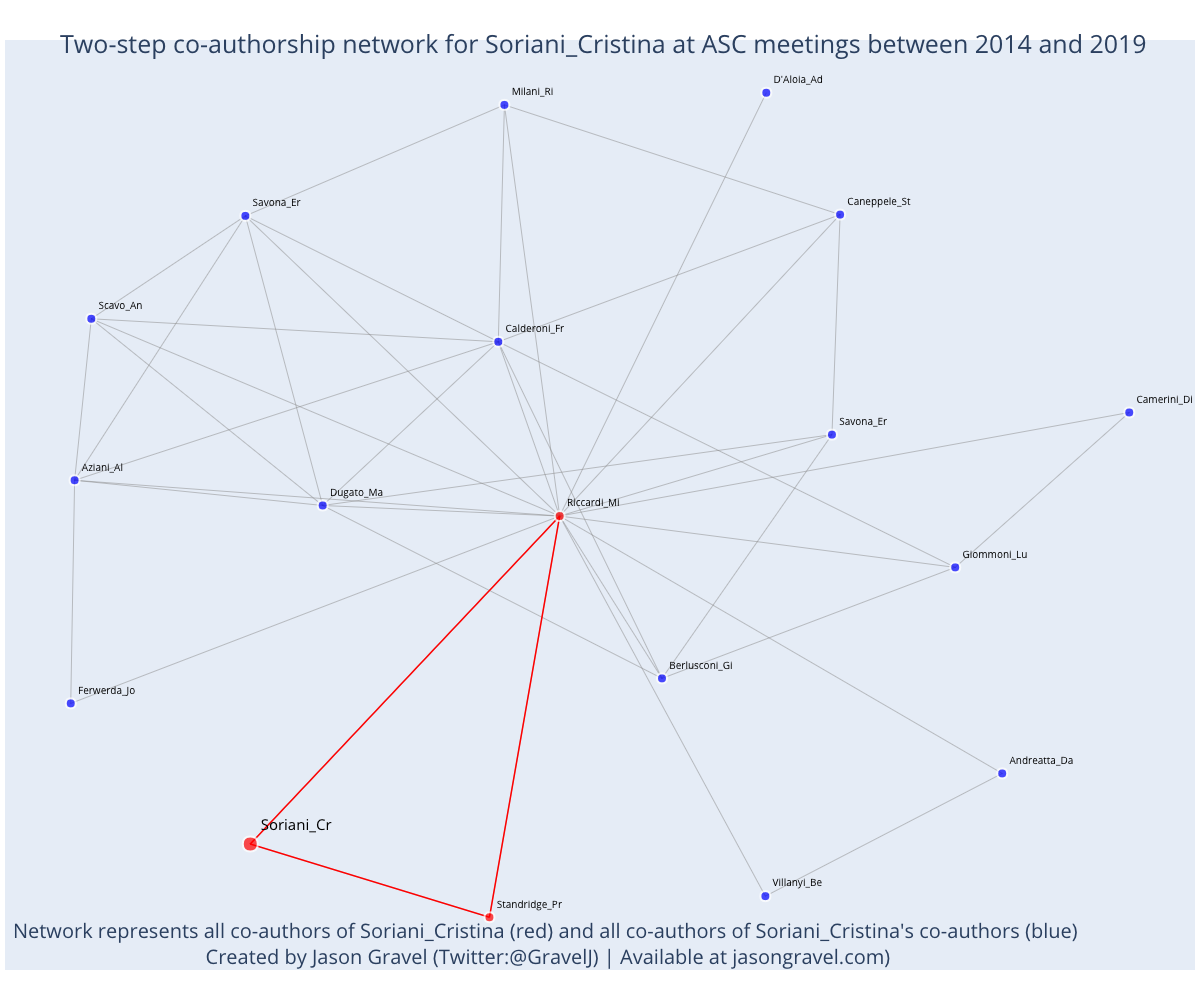 Two-step co-authorship network for Soriani_Cristina at ASC meetings between 2014 and 2019
D'Aloia_Ad
Milani_Ri
Savona_Er
Caneppele_St
Scavo_An
Calderoni_Fr
Camerini_Di
Savona_Er
Aziani_Al
Dugato_Ma
Riccardi_Mi
Giommoni_Lu
Berlusconi_Gi
Ferwerda_Jo
Andreatta_Da
Soriani_Cr
Villanyi_Be
Standridge_Pr
Network represents all co-authors of Soriani_Cristina (red) and all co-authors of Soriani_Cristina's co-authors (blue)
Created by Jason Gravel (Twitter:@GravelJ) | Available at jasongravel.com)